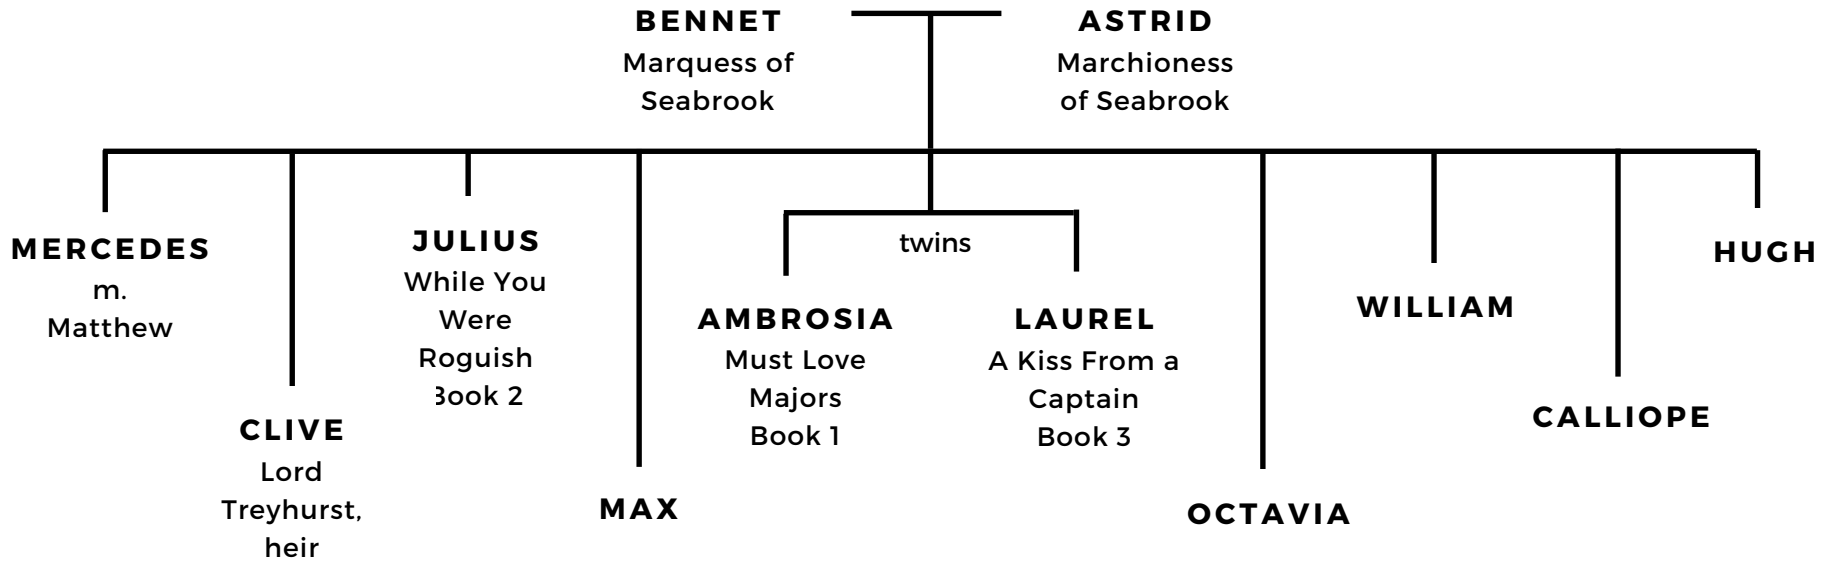 BENNET
Marquess of
Seabrook
ASTRID
Marchioness
of Seabrook
MERCEDES
m.
Matthew
CLIVE
Lord
Treyhurst,
heir
JULIUS
While You
Were
Roguish
Book 2
MAX
twins
AMBROSIA
Must Love
Majors
Book 1
LAUREL
A Kiss From a
Captain
Book 3
OCTAVIA
WILLIAM
CALLIOPE
HUGH